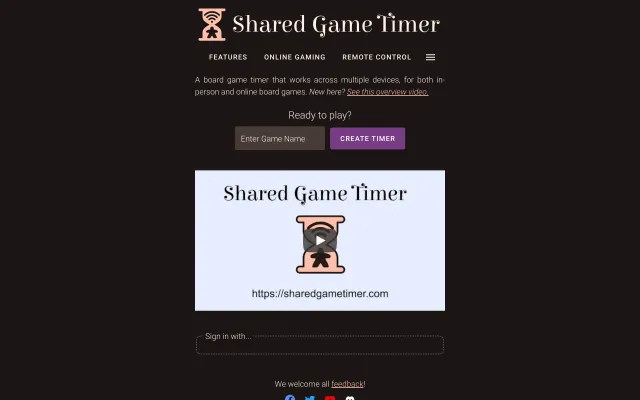 Shared Game Timer
FEATURES
ONLINE GAMING
REMOTE CONTROL
A board game timer that works across multiple devices, for both in-
person and online board games. New here? See this overview video.
Ready to play?
Enter Game Name
CREATE TIMER
Shared Game Timer
https://sharedgametimer.com
Sign in with...
We welcome all feedback!